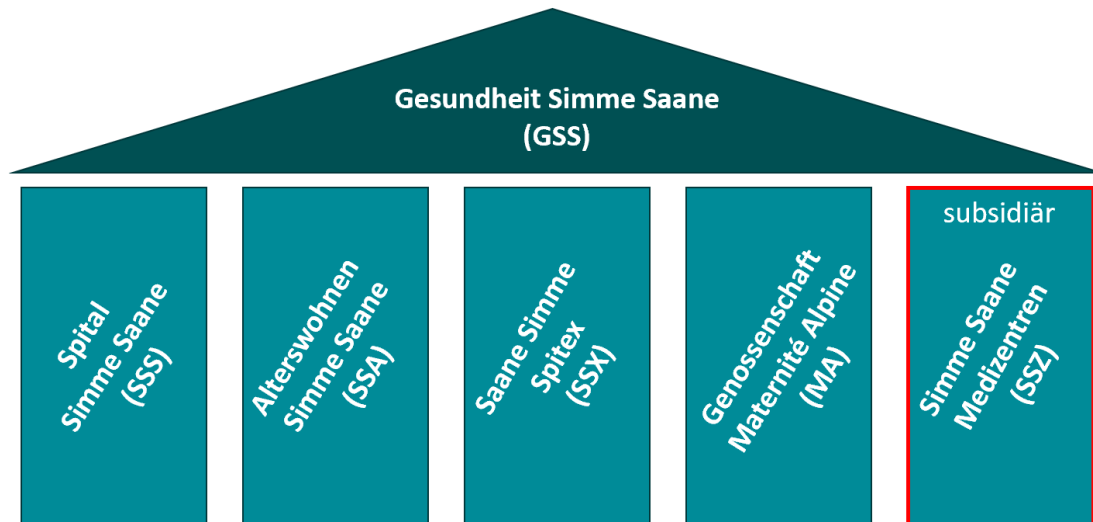 Gesundheit Simme Saane
(GSS)
Spital
Simme Saane
(SSS)
Alterswohnen
Simme Saane
(SSA)
Saane Simme
Spitex
(SSX)
Genossenschaft
Maternité Alpine
(MA)
subsidiär
Simme Saane
Medizentren
(SSZ)